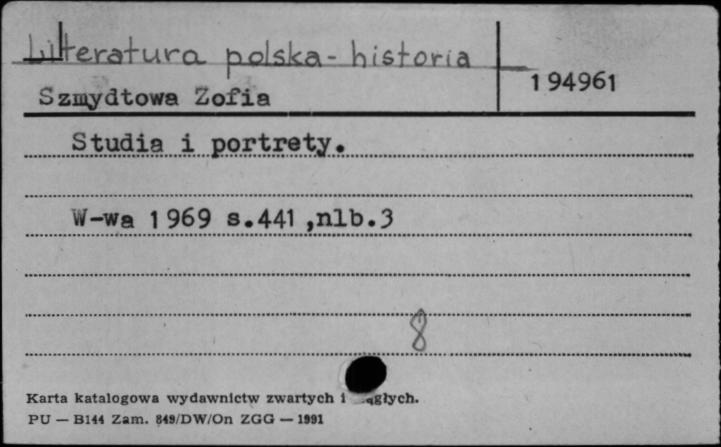 Literatura polska - historia
194961
Szmydtowa Zofia
Studia i portrety.
W-wa 1969 s.441 ,nlb.3
8
Karta katalogowa wydawnictw zwartych i ągłych.
PU — B144 Zam. 849/DW/On ZGG — 1991